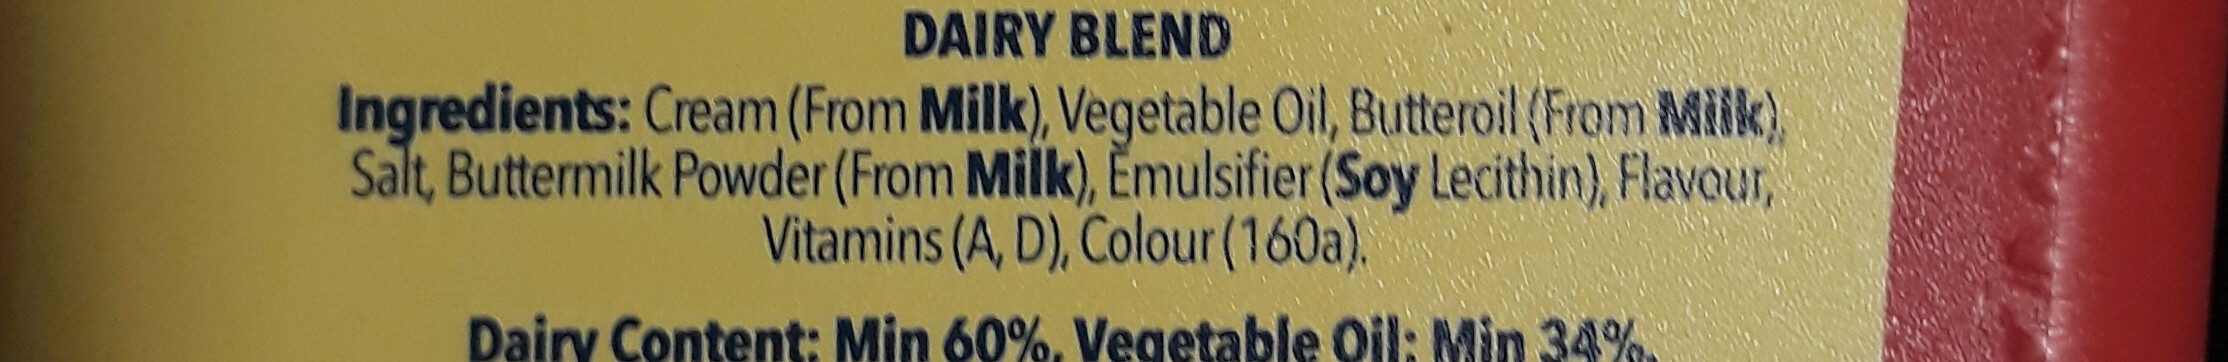 DAIRY BLEND
Ingredients: Cream (From Milk), Vegetable Oil, Butteroil (From Milk),
Salt, Buttermilk Powder (From Milk), Emulsifier (Soy Lecithin), Flavour,
Vitamins (A, D), Colour (160a).
Dairy Content: Min 60%, Vegetable Oil: Min 34%.